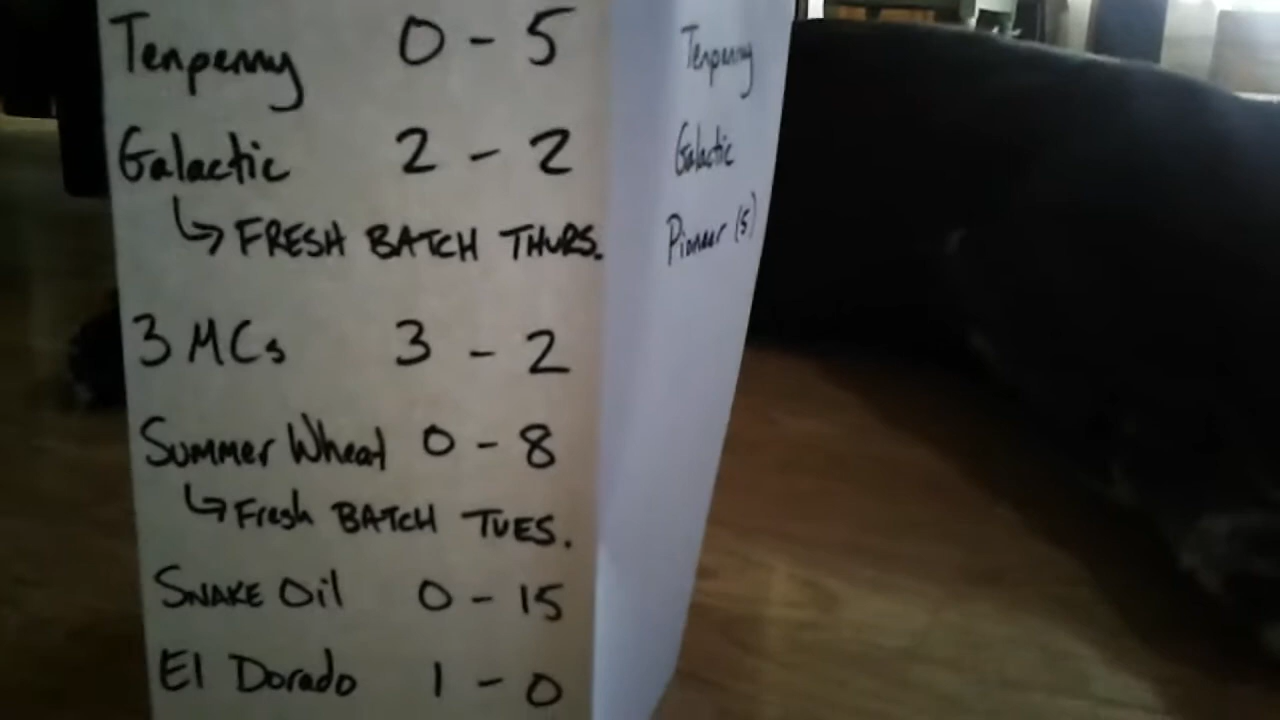 Tenpenny 0 - 5
Galactic 2 - 2
↳ FRESH BATCH THURS.
3 MCs 3 - 2
Summer Wheat 0 - 8
↳ Fresh BATCH TUES.
SNAKE Oil 0 - 15
El Dorado 1 - 0
Tenpenny
Galactic
Pioneer (5)